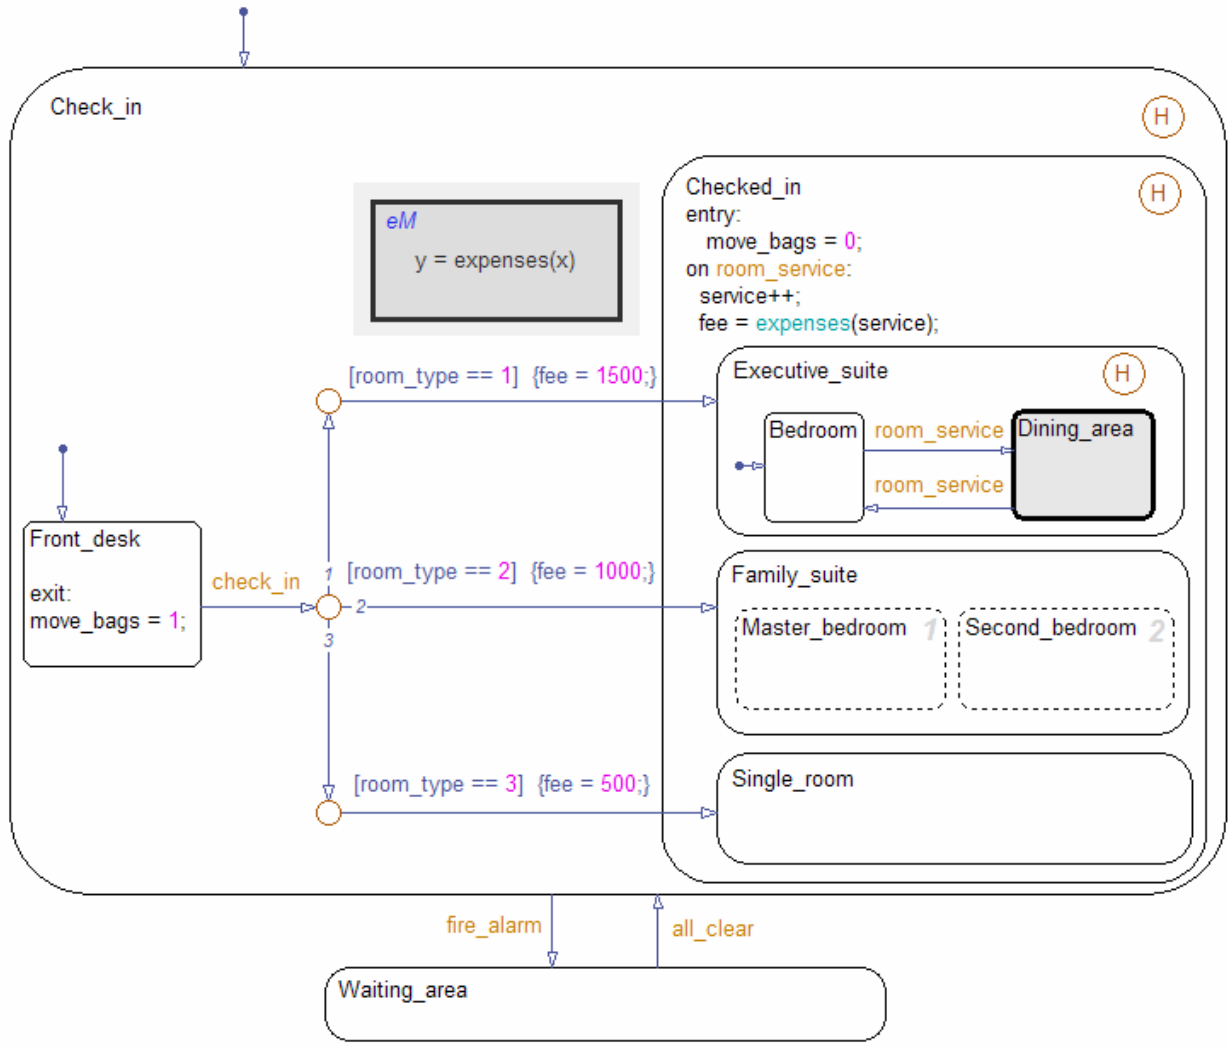 Check_in
H
Checked_in
H
entry:
move_bags = 0;
on room_service:
service++;
fee = expenses(service);
eM
y = expenses(x)
[room_type == 1] {fee = 1500;}
Executive_suite
H
Bedroom
room_service
Dining_area
room_service
Front_desk
exit:
move_bags = 1;
check_in
1
2
3
[room_type == 2] {fee = 1000;}
Family_suite
Master_bedroom 1
Second_bedroom 2
[room_type == 3] {fee = 500;}
Single_room
fire_alarm
all_clear
Waiting_area